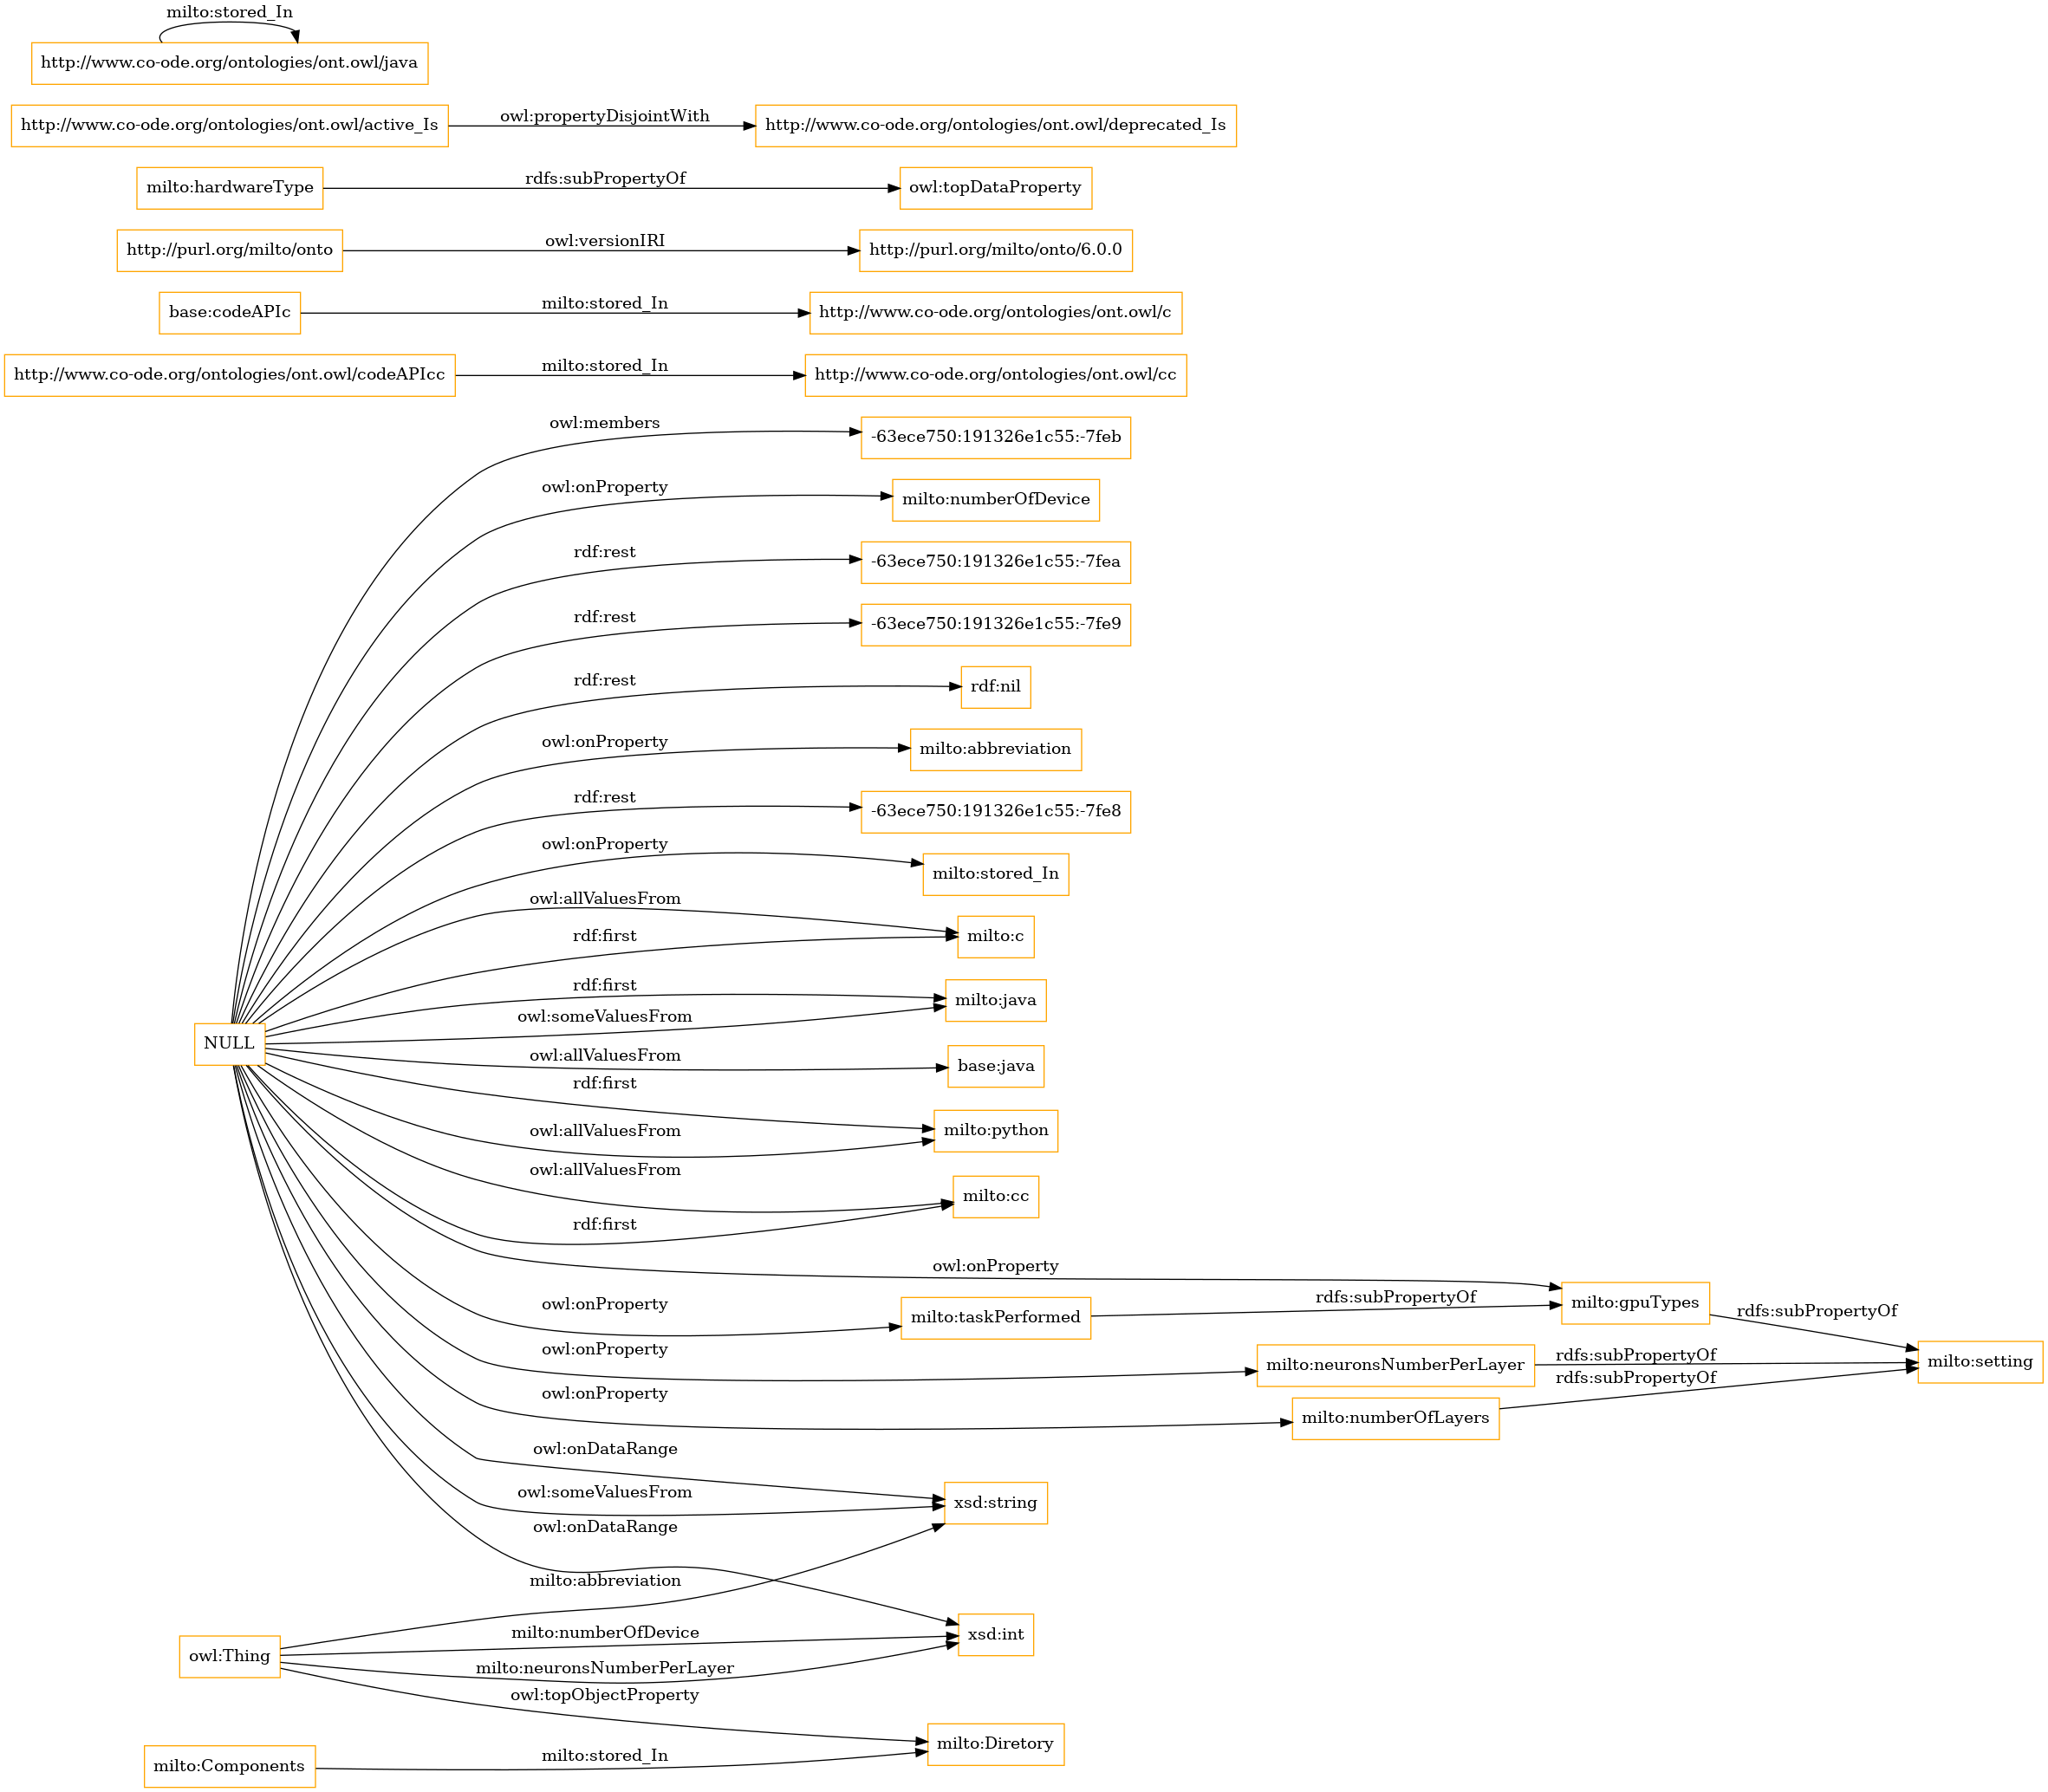 milto:stored_In
http://www.co-ode.org/ontologies/ont.owl/java
http://www.co-ode.org/ontologies/ont.owl/active_Is
owl:propertyDisjointWith
http://www.co-ode.org/ontologies/ont.owl/deprecated_Is
milto:hardwareType
rdfs:subPropertyOf
owl:topDataProperty
http://purl.org/milto/onto
owl:versionIRI
http://purl.org/milto/onto/6.0.0
base:codeAPIc
milto:stored_In
http://www.co-ode.org/ontologies/ont.owl/c
http://www.co-ode.org/ontologies/ont.owl/codeAPIcc
milto:stored_In
http://www.co-ode.org/ontologies/ont.owl/cc
owl:members
-63ece750:191326e1c55:-7feb
owl:onProperty
milto:numberOfDevice
rdf:rest
-63ece750:191326e1c55:-7fea
rdf:rest
-63ece750:191326e1c55:-7fe9
rdf:rest
rdf:nil
owl:onProperty
milto:abbreviation
rdf:rest
-63ece750:191326e1c55:-7fe8
owl:onProperty
milto:stored_In
owl:allValuesFrom
rdf:first
milto:c
rdf:first
milto:java
owl:someValuesFrom
NULL
owl:allValuesFrom
base:java
rdf:first
milto:python
owl:allValuesFrom
owl:allValuesFrom
milto:cc
rdf:first
owl:onProperty
milto:gpuTypes
owl:onProperty
milto:taskPerformed
rdfs:subPropertyOf
rdfs:subPropertyOf
owl:onProperty
milto:neuronsNumberPerLayer
rdfs:subPropertyOf
milto:setting
owl:onProperty
milto:numberOfLayers
rdfs:subPropertyOf
owl:onDataRange
owl:someValuesFrom
xsd:string
owl:onDataRange
milto:abbreviation
owl:Thing
milto:numberOfDevice
xsd:int
milto:neuronsNumberPerLayer
owl:topObjectProperty
milto:Diretory
milto:Components
milto:stored_In